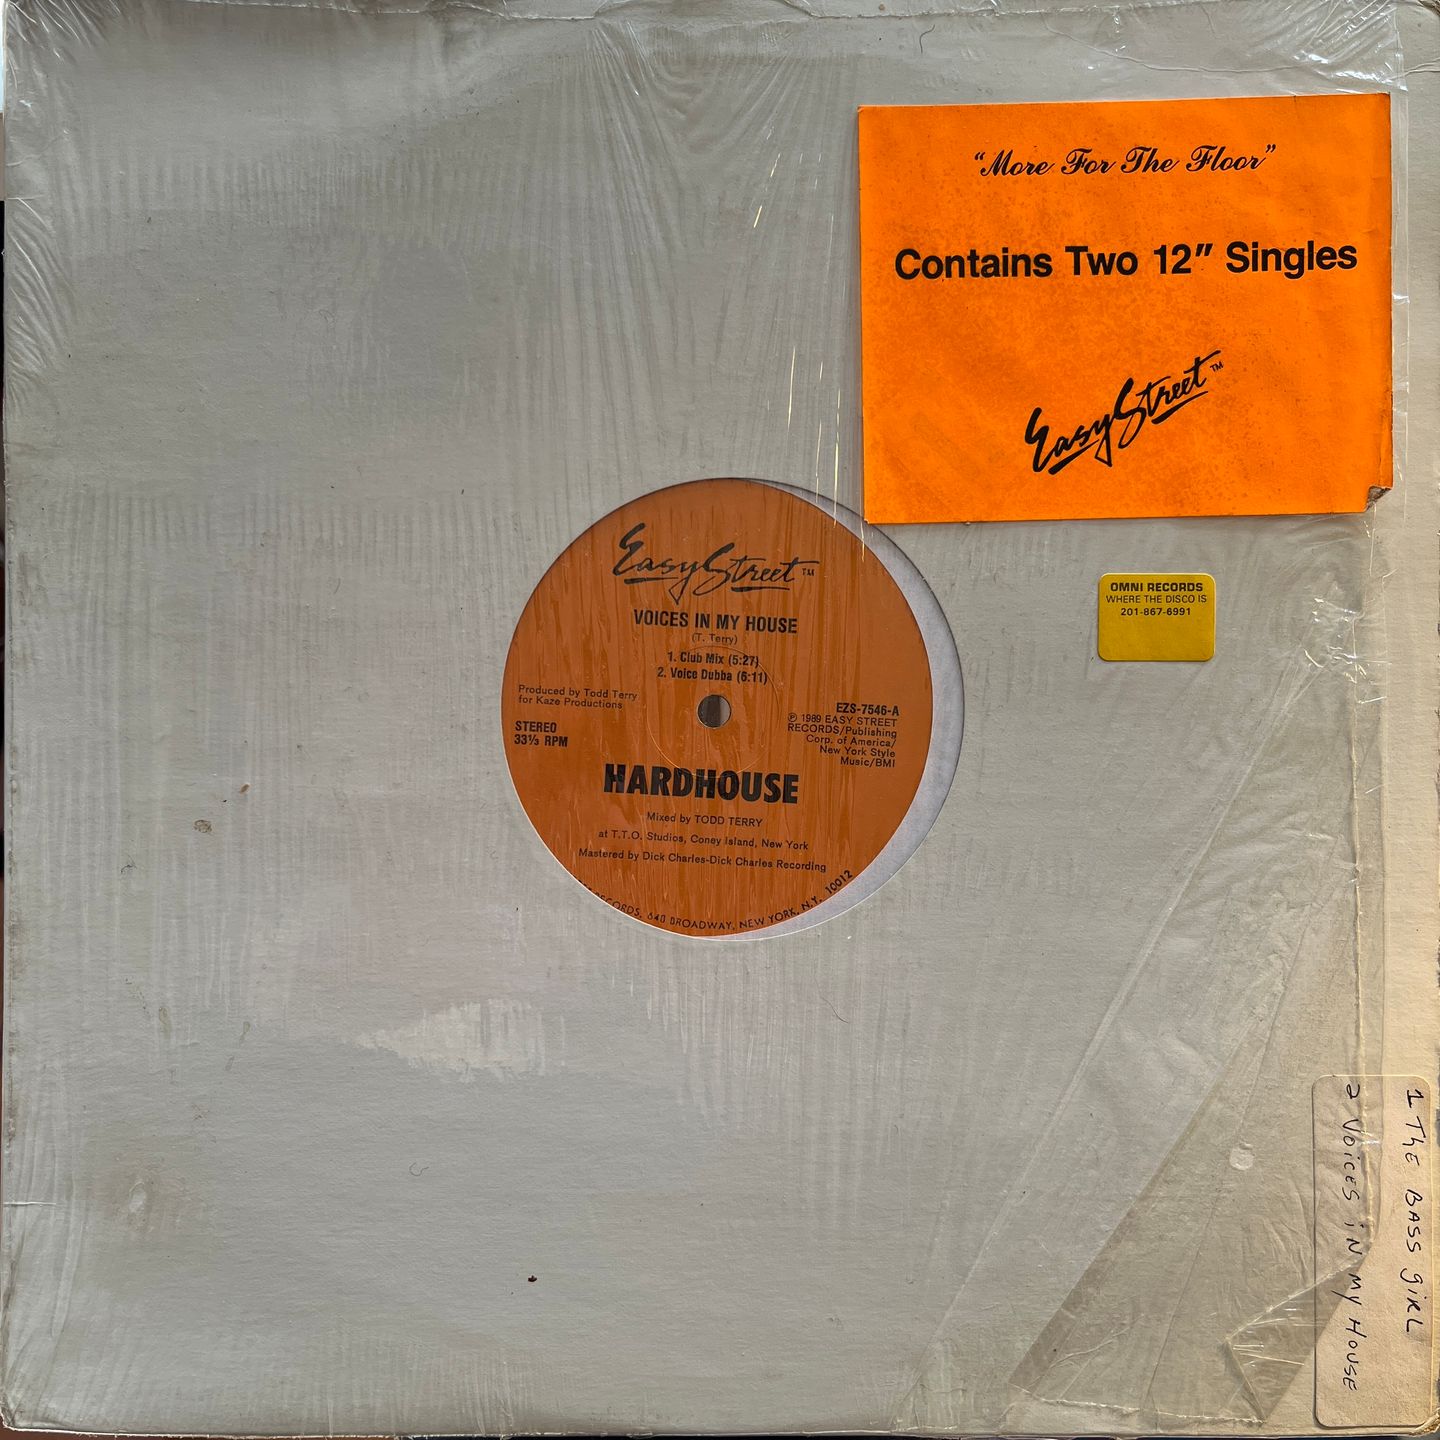 “More For The Floor”
Contains Two 12” Singles
Easy Street™
OMNI RECORDS
WHERE THE DISCO IS
201-867-6991
Easy Street™
VOICES IN MY HOUSE
(T. Terry)
1. Club Mix (5:27)
2. Voice Dubba (6:11)
Produced by Todd Terry
for Kaze Productions
STEREO
33⅓ RPM
EZS-7546-A
℗ 1989 EASY STREET
RECORDS/Publishing
Corp. of America/
New York Style
Music/BMI
HARDHOUSE
Mixed by TODD TERRY
at T.T.O. Studios, Coney Island, New York
Mastered by Dick Charles-Dick Charles Recording
RECORDS, 640 BROADWAY, NEW YORK, N.Y. 10012
1 The BASS giRL
2 Voices iN my House